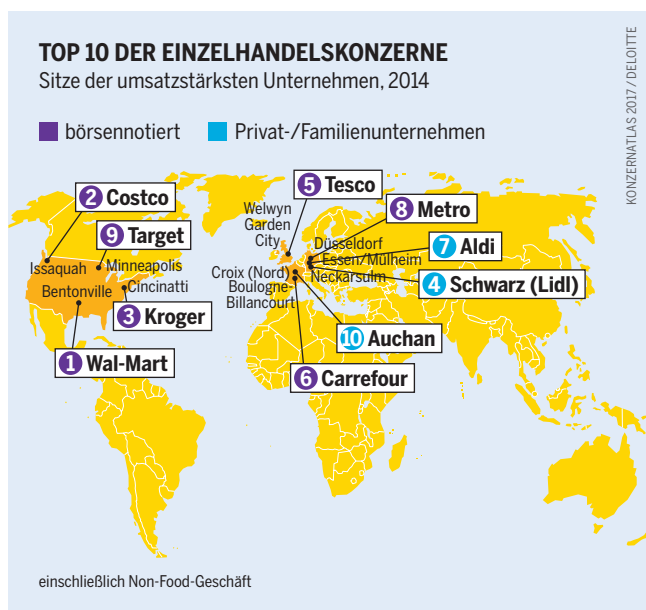 TOP 10 DER EINZELHANDELSKONZERNE
Sitze der umsatzstärksten Unternehmen, 2014
börsennotiert
Privat-/Familienunternehmen
KONZERNATLAS 2017 / DELOITTE
2 Costco
9 Target
Issaquah
Minneapolis
Bentonville
Cincinatti
3 Kroger
1 Wal-Mart
5 Tesco
Welwyn
Garden
City
8 Metro
Düsseldorf
7 Aldi
Essen/Mülheim
Neckarsulm
4 Schwarz (Lidl)
Croix (Nord)
Boulogne-
Billancourt
10 Auchan
6 Carrefour
einschließlich Non-Food-Geschäft